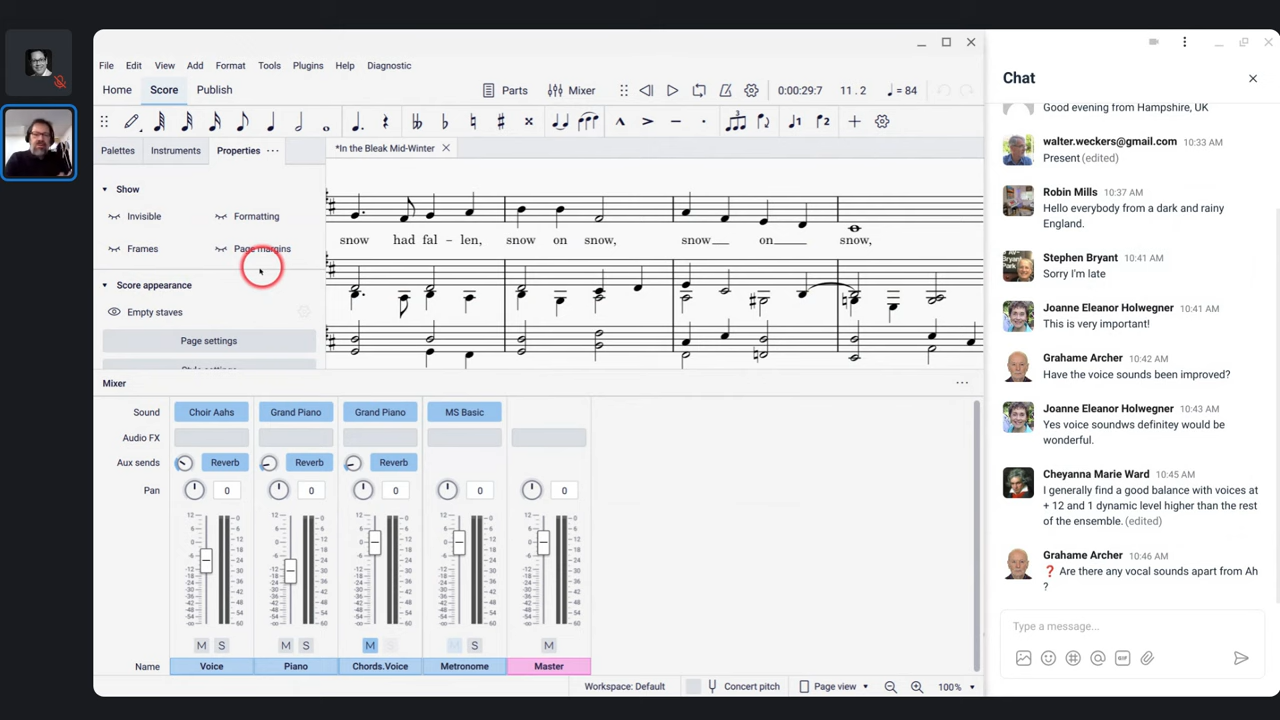 File Edit View Add Format Tools Plugins Help Diagnostic
Home Score Publish Parts Mixer 0:00:29:7 11 . 2 = 84
Palettes Instruments Properties *In the Bleak Mid-Winter
Show
Invisible Formatting
Frames Page margins
Score appearance
Empty staves
Page settings
Style settings
snow had fal – len, snow on snow, snow on snow,
Mixer
Sound Choir Aahs Grand Piano Grand Piano MS Basic
Audio FX
Aux sends Reverb Reverb Reverb
Pan 0 0 0 0 0
M S M S M S M S M
Name Voice Piano Chords.Voice Metronome Master
Workspace: Default Concert pitch Page view 100%
Chat
Good evening from Hampshire, UK
walter.weckers@gmail.com 10:33 AM
Present (edited)
Robin Mills 10:37 AM
Hello everybody from a dark and rainy
England.
Stephen Bryant 10:41 AM
Sorry I'm late
Joanne Eleanor Holwegner 10:41 AM
This is very important!
Grahame Archer 10:42 AM
Have the voice sounds been improved?
Joanne Eleanor Holwegner 10:43 AM
Yes voice soundws definitey would be
wonderful.
Cheyanna Marie Ward 10:45 AM
I generally find a good balance with voices at
+ 12 and 1 dynamic level higher than the rest
of the ensemble. (edited)
Grahame Archer 10:46 AM
❓ Are there any vocal sounds apart from Ah
?
Type a message...
GIF